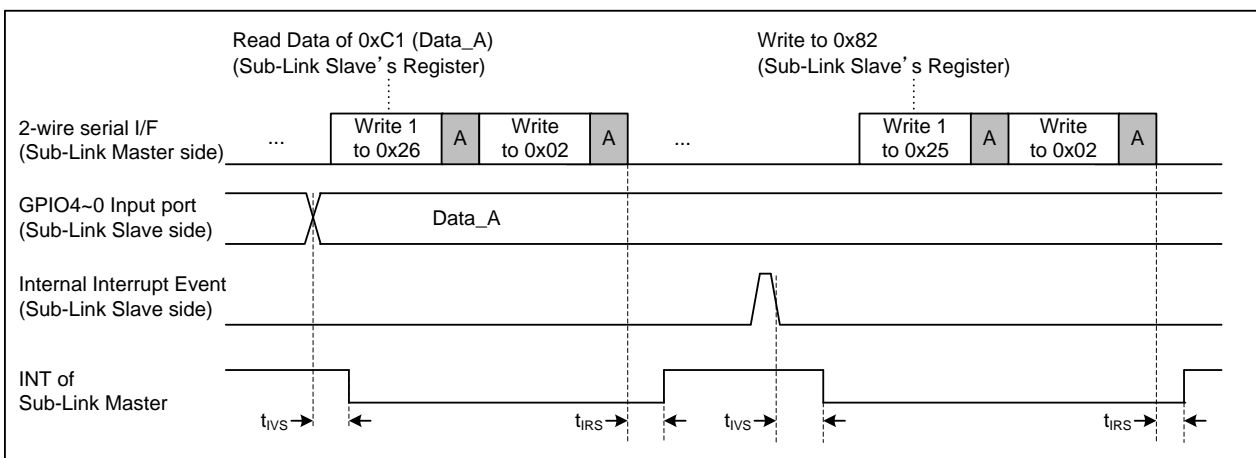 Read Data of 0xC1 (Data_A)
(Sub-Link Slave's Register)
Write to 0x82
(Sub-Link Slave's Register)
2-wire serial I/F
(Sub-Link Master side)
...
Write 1
to 0x26
A
Write
to 0x02
A
...
Write 1
to 0x25
A
Write
to 0x02
A
GPIO4~0 Input port
(Sub-Link Slave side)
Data_A
Internal Interrupt Event
(Sub-Link Slave side)
INT of
Sub-Link Master
tIVS
tIRS
tIVS
tIRS